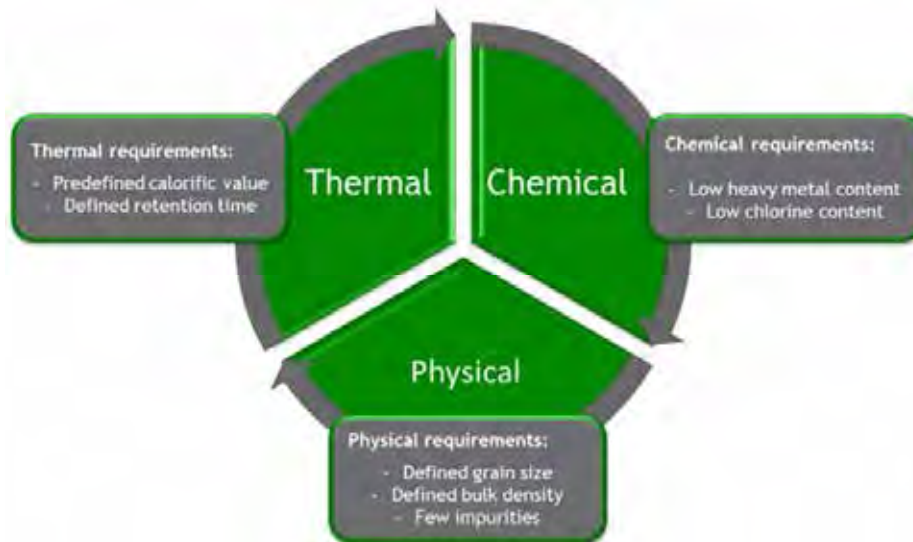 Thermal requirements:
- Predefined calorific value
- Defined retention time
Thermal
Chemical
Chemical requirements:
- Low heavy metal content
- Low chlorine content
Physical
Physical requirements:
- Defined grain size
- Defined bulk density
- Few impurities